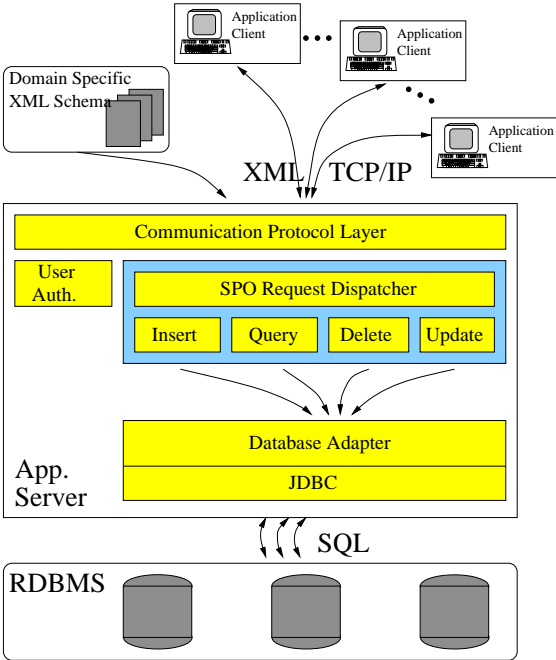 Application
Client
Application
Client
Domain Specific
XML Schema
Application
Client
XML TCP/IP
Communication Protocol Layer
User
Auth.
SPO Request Dispatcher
Insert
Query
Delete
Update
Database Adapter
JDBC
App.
Server
SQL
RDBMS